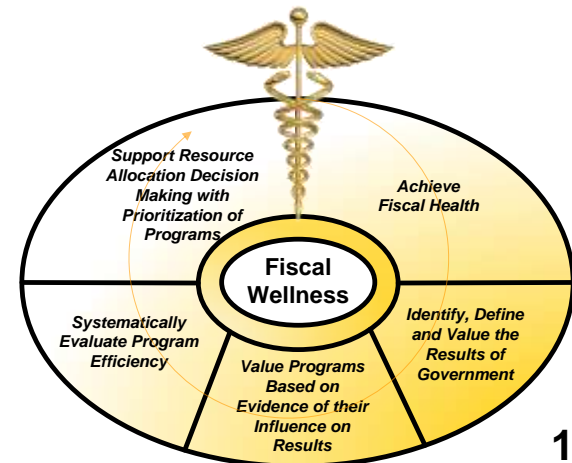 Support Resource
Allocation Decision
Making with
Prioritization of
Programs
Achieve
Fiscal Health
Fiscal
Wellness
Systematically
Evaluate Program
Efficiency
Value Programs
Based on
Evidence of their
Influence on
Results
Identify, Define
and Value the
Results of
Government
1